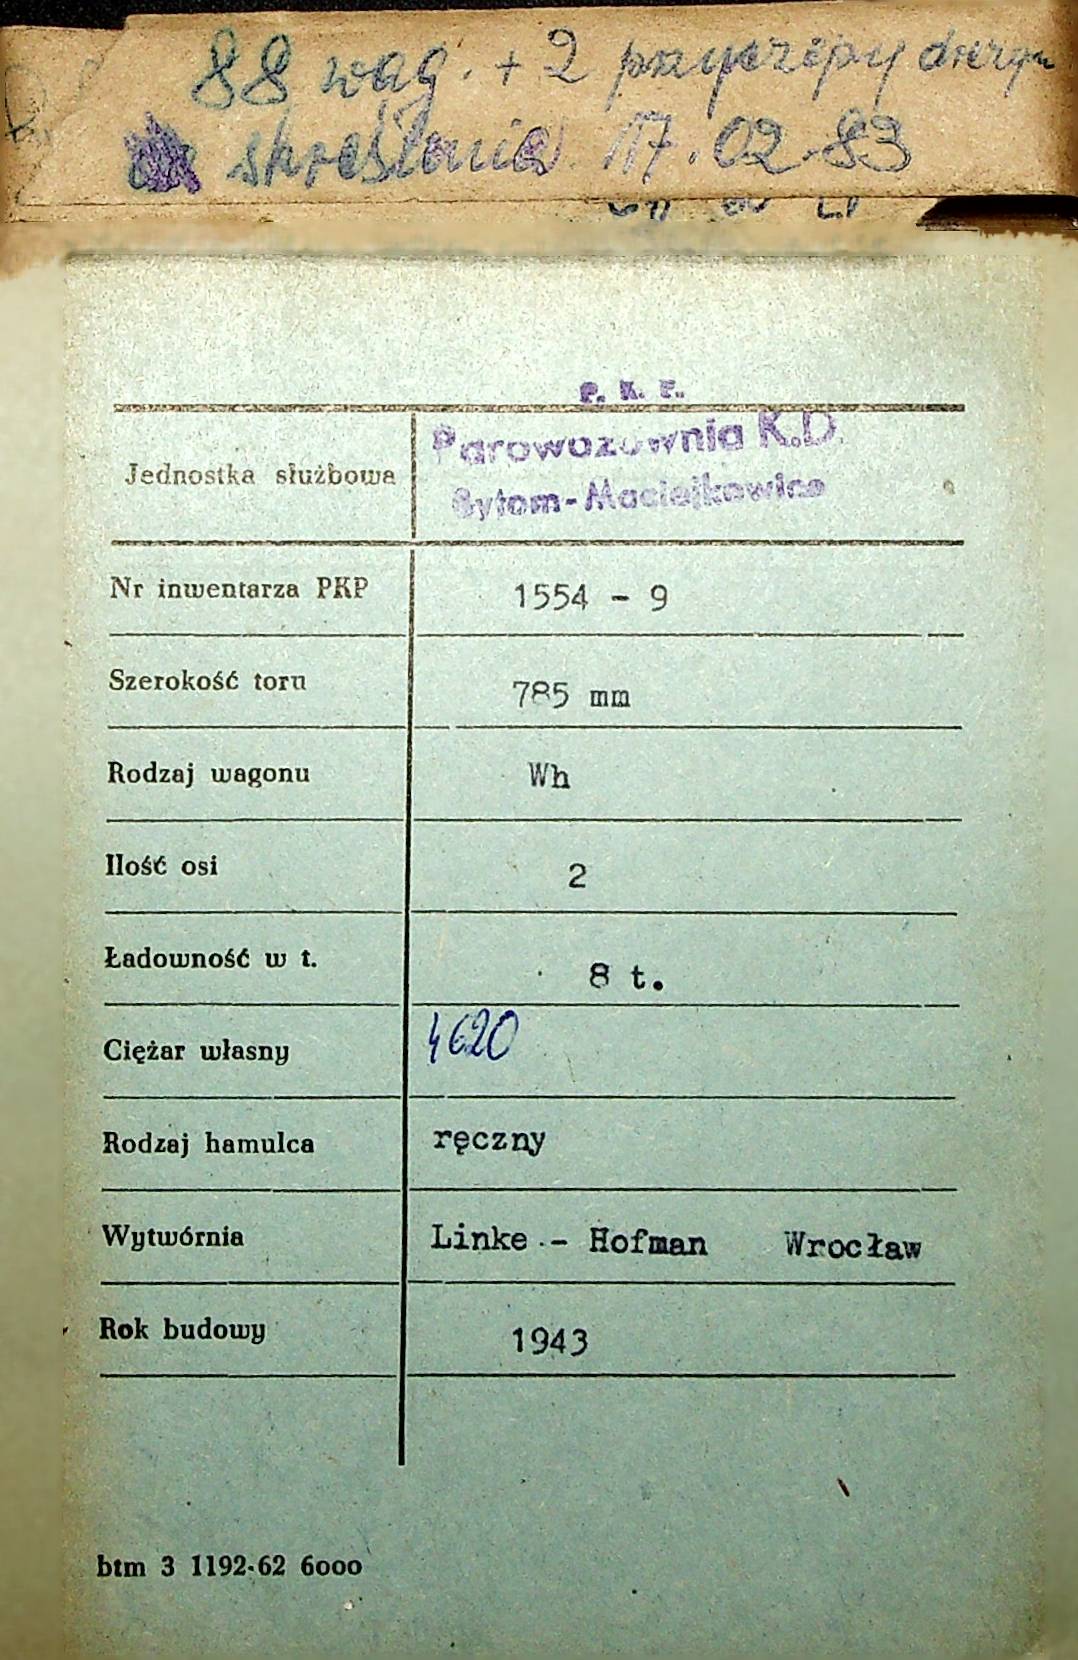 88 wag. + 2 przyczepy
skreślenia 17.02.83
P. K. P.
Parowozownia K.D.
Bytom-Maciejkowice
Jednostka służbowa
Nr inwentarza PKP 1554 - 9
Szerokość toru 785 mm
Rodzaj wagonu Wh
Ilość osi 2
Ładowność w t. 8 t.
Ciężar własny 4620
Rodzaj hamulca ręczny
Wytwórnia Linke - Hofman Wrocław
Rok budowy 1943
btm 3 1192-62 6000